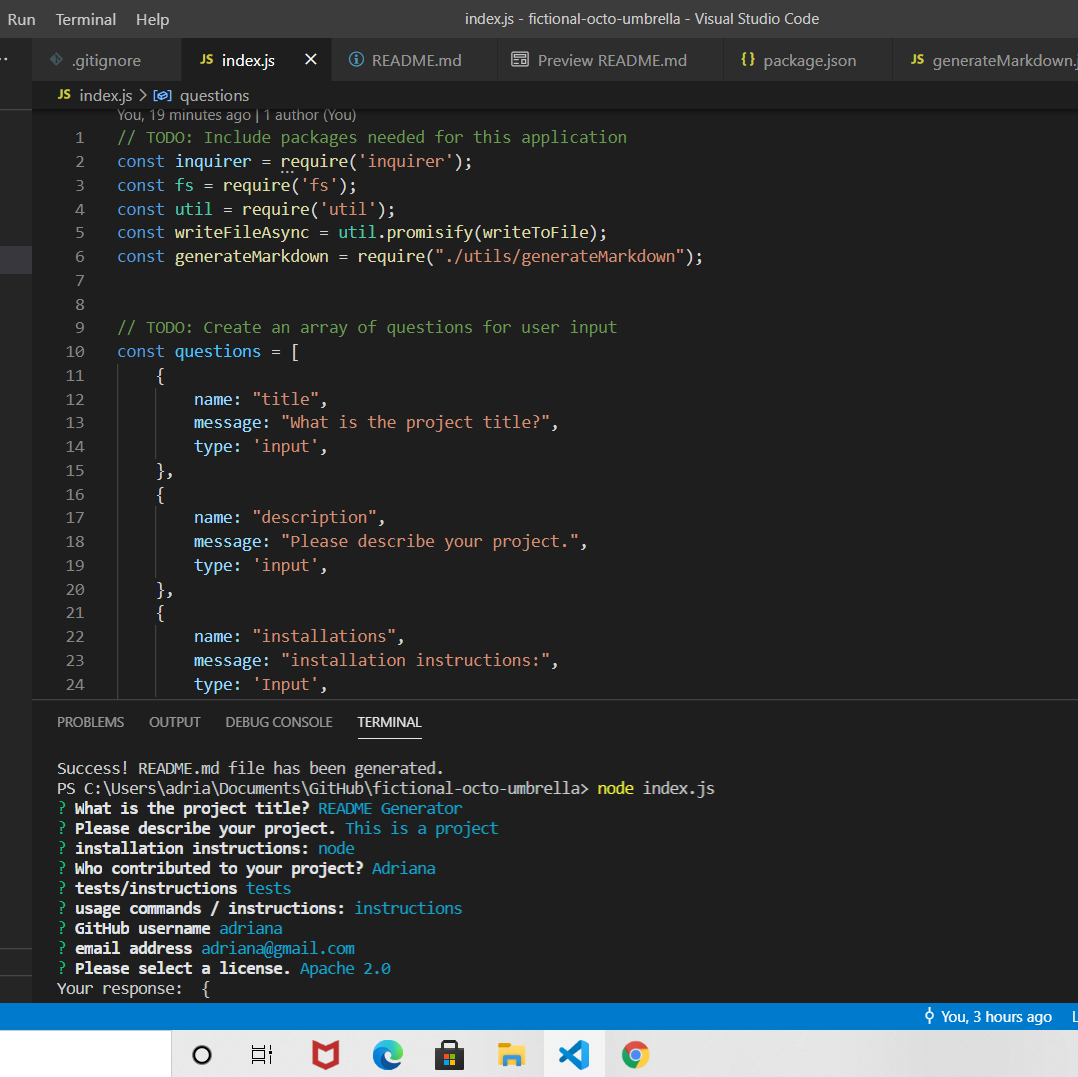 Run Terminal Help index.js - fictional-octo-umbrella - Visual Studio Code
.gitignore JS index.js README.md Preview README.md {} package.json JS generateMarkdown.j
JS index.js > questions
You, 19 minutes ago | 1 author (You)
1 // TODO: Include packages needed for this application
2 const inquirer = require('inquirer');
3 const fs = require('fs');
4 const util = require('util');
5 const writeFileAsync = util.promisify(writeToFile);
6 const generateMarkdown = require("./utils/generateMarkdown");
7
8
9 // TODO: Create an array of questions for user input
10 const questions = [
11 {
12 name: "title",
13 message: "What is the project title?",
14 type: 'input',
15 },
16 {
17 name: "description",
18 message: "Please describe your project.",
19 type: 'input',
20 },
21 {
22 name: "installations",
23 message: "installation instructions:",
24 type: 'Input',
PROBLEMS OUTPUT DEBUG CONSOLE TERMINAL
Success! README.md file has been generated.
PS C:\Users\adria\Documents\GitHub\fictional-octo-umbrella> node index.js
? What is the project title? README Generator
? Please describe your project. This is a project
? installation instructions: node
? Who contributed to your project? Adriana
? tests/instructions tests
? usage commands / instructions: instructions
? GitHub username adriana
? email address adriana@gmail.com
? Please select a license. Apache 2.0
Your response: {
You, 3 hours ago L